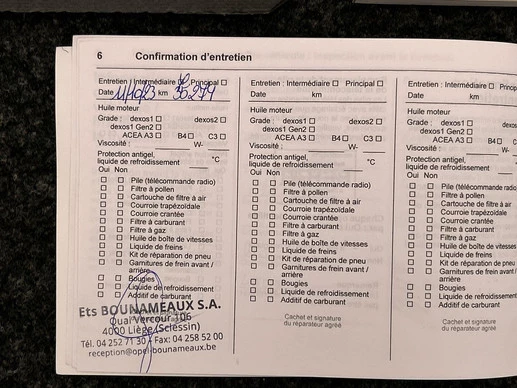 6 Confirmation d'entretien
Entretien : Intermédiaire ☐ Principal ☐
Date 11/10/23 km 35.279
Huile moteur
Grade : dexos1 ☐ dexos2 ☐
dexos1 Gen2 ☐
ACEA A3 ☐ B4 ☐ C3 ☐
Viscosité : W-
Protection antigel,
liquide de refroidissement °C
Oui Non
☐ ☐ Pile (télécommande radio)
☐ ☐ Filtre à pollen
☐ ☐ Cartouche de filtre à air
☐ ☐ Courroie trapézoïdale
☐ ☐ Courroie crantée
☐ ☐ Filtre à carburant
☐ ☐ Filtre à gaz
☐ ☐ Huile de boîte de vitesses
☐ ☐ Liquide de freins
☐ ☐ Kit de réparation de pneu
☐ ☐ Garnitures de frein avant /
arrière
☐ ☐ Bougies
☐ ☐ Liquide de refroidissement
☐ ☐ Additif de carburant
Ets BOUNAMEAUX S.A.
Quai Vercour 106
4000 Liège (Sclessin)
Tél. 04 252 71 30 - Fax: 04 258 52 00
reception@opel-bounameaux.be
Entretien : Intermédiaire ☐ Principal ☐
Date km
Huile moteur
Grade : dexos1 ☐ dexos2 ☐
dexos1 Gen2 ☐
ACEA A3 ☐ B4 ☐ C3 ☐
Viscosité : W-
Protection antigel,
liquide de refroidissement °C
Oui Non
☐ ☐ Pile (télécommande radio)
☐ ☐ Filtre à pollen
☐ ☐ Cartouche de filtre à air
☐ ☐ Courroie trapézoïdale
☐ ☐ Courroie crantée
☐ ☐ Filtre à carburant
☐ ☐ Filtre à gaz
☐ ☐ Huile de boîte de vitesses
☐ ☐ Liquide de freins
☐ ☐ Kit de réparation de pneu
☐ ☐ Garnitures de frein avant /
arrière
☐ ☐ Bougies
☐ ☐ Liquide de refroidissement
☐ ☐ Additif de carburant
Cachet et signature
du réparateur agréé
Entretien : Intermédiaire ☐ Princip
Date km
Huile moteur
Grade : dexos1 ☐
dexos1 Gen2 ☐
ACEA A3 ☐ B4
Viscosité :
Protection antigel,
liquide de refroidissement
Oui Non
☐ ☐ Pile (télécommande radio)
☐ ☐ Filtre à pollen
☐ ☐ Cartouche de filtre à air
☐ ☐ Courroie trapézoïdale
☐ ☐ Courroie crantée
☐ ☐ Filtre à carburant
☐ ☐ Filtre à gaz
☐ ☐ Huile de boîte de vitesses
☐ ☐ Liquide de freins
☐ ☐ Kit de réparation de pneu
☐ ☐ Garnitures de frein avant /
arrière
☐ ☐ Bougies
☐ ☐ Liquide de refroidissement
☐ ☐ Additif de carburant
Cachet et signature
du réparateur agréé